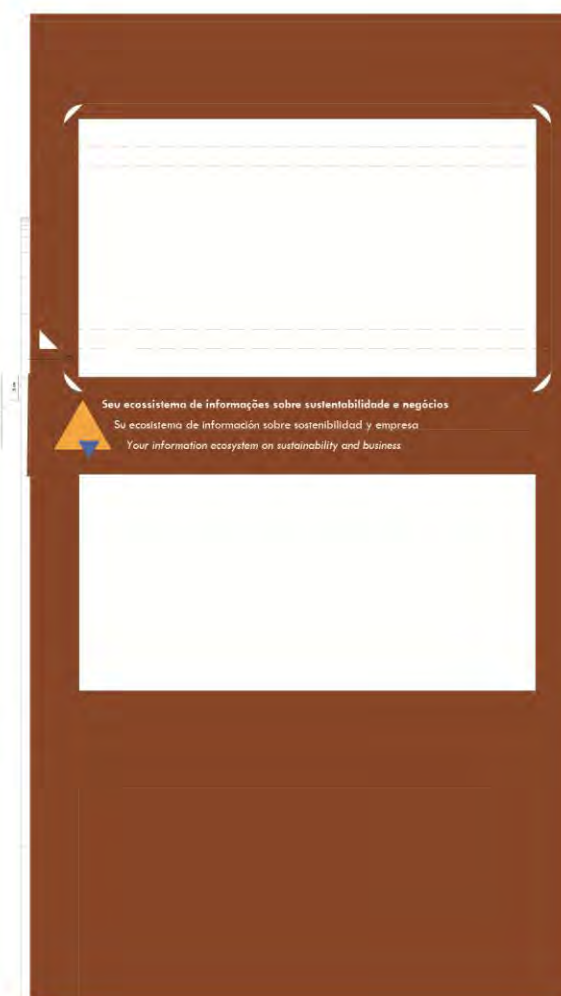 Seu ecossistema de informações sobre sustentabilidade e negócios
Su ecosistema de información sobre sostenibilidad y empresa
Your information ecosystem on sustainability and business